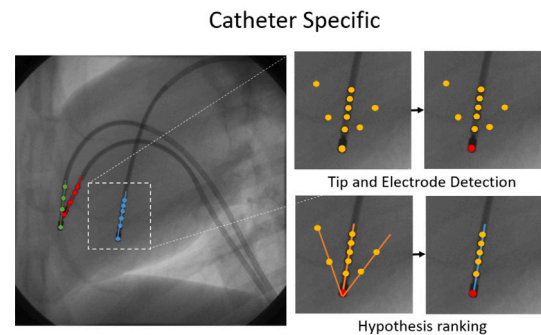 Catheter Specific
Tip and Electrode Detection
Hypothesis ranking